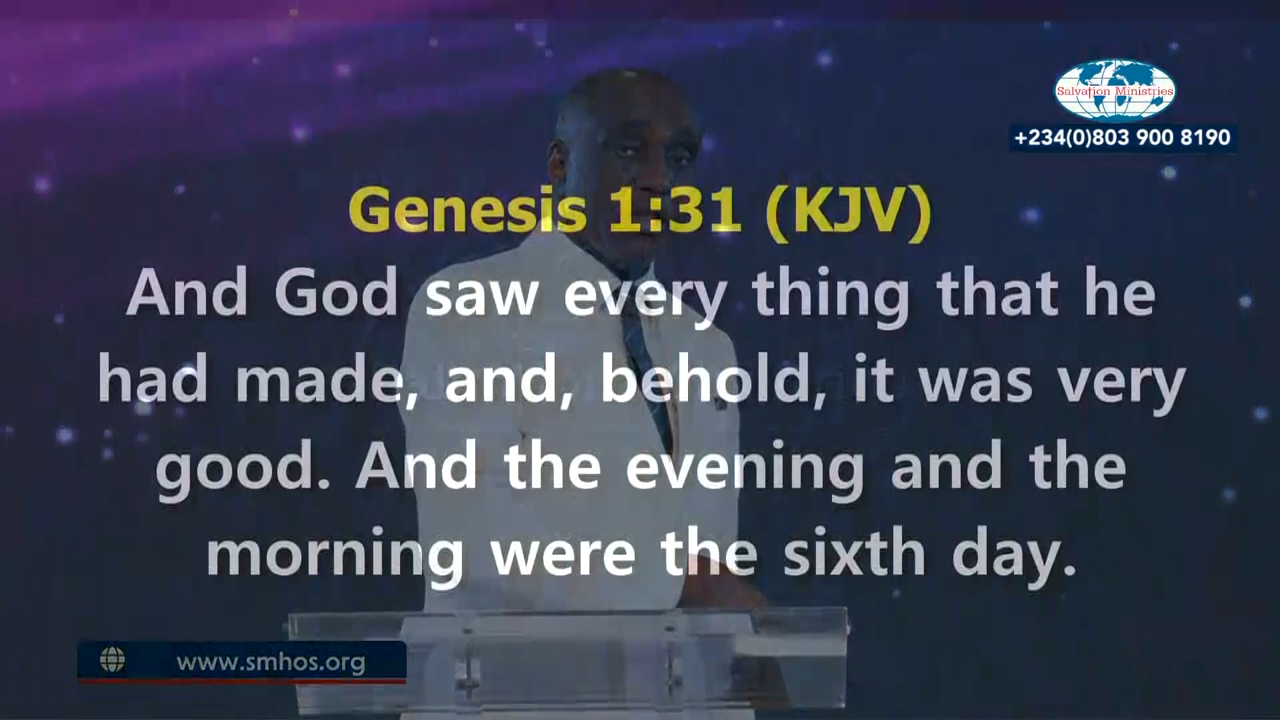 Salvation Ministries
+234(0)803 900 8190
Genesis 1:31 (KJV)
And God saw every thing that he
had made, and, behold, it was very
good. And the evening and the
morning were the sixth day.
www.smhos.org